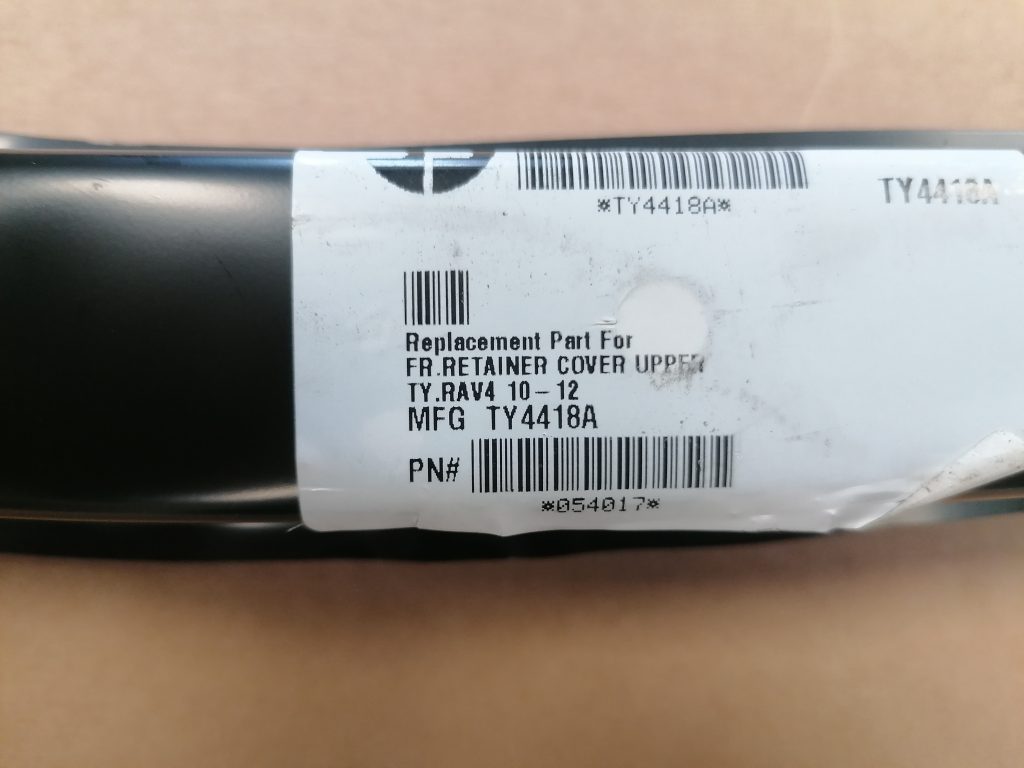 *TY4418A*
TY4418A
Replacement Part For
FR.RETAINER COVER UPPER
TY.RAV4 10-12
MFG TY4418A
PN#
*054017*